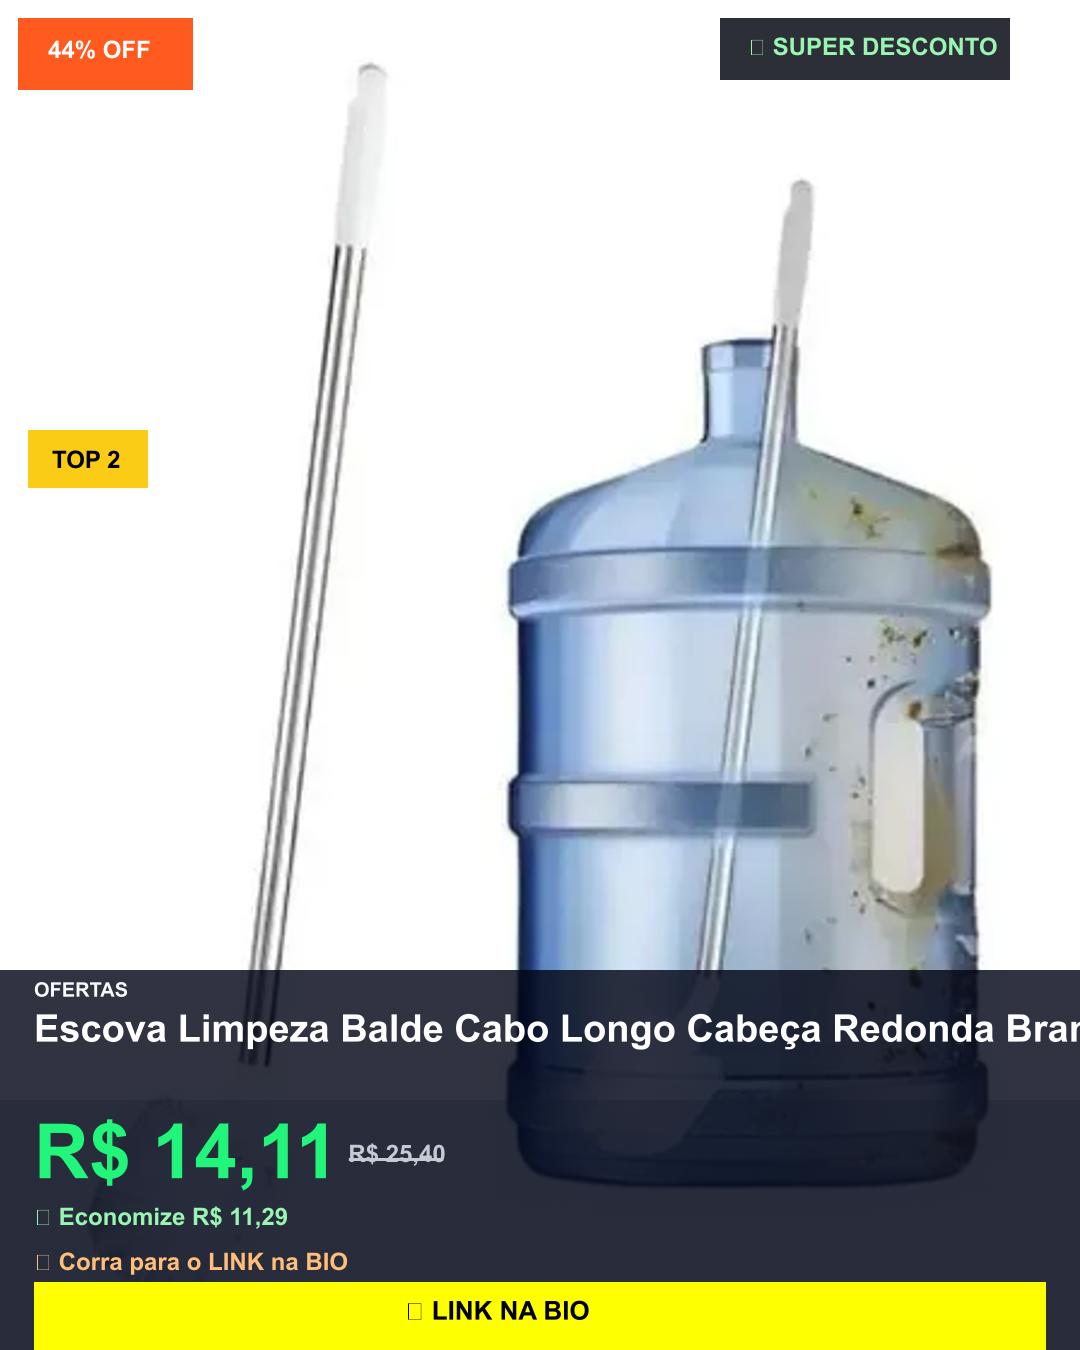 44% OFF
SUPER DESCONTO
TOP 2
OFERTAS
Escova Limpeza Balde Cabo Longo Cabeça Redonda
R$ 14,11 R$ 25,40
Economize R$ 11,29
Corra para o LINK na BIO
LINK NA BIO